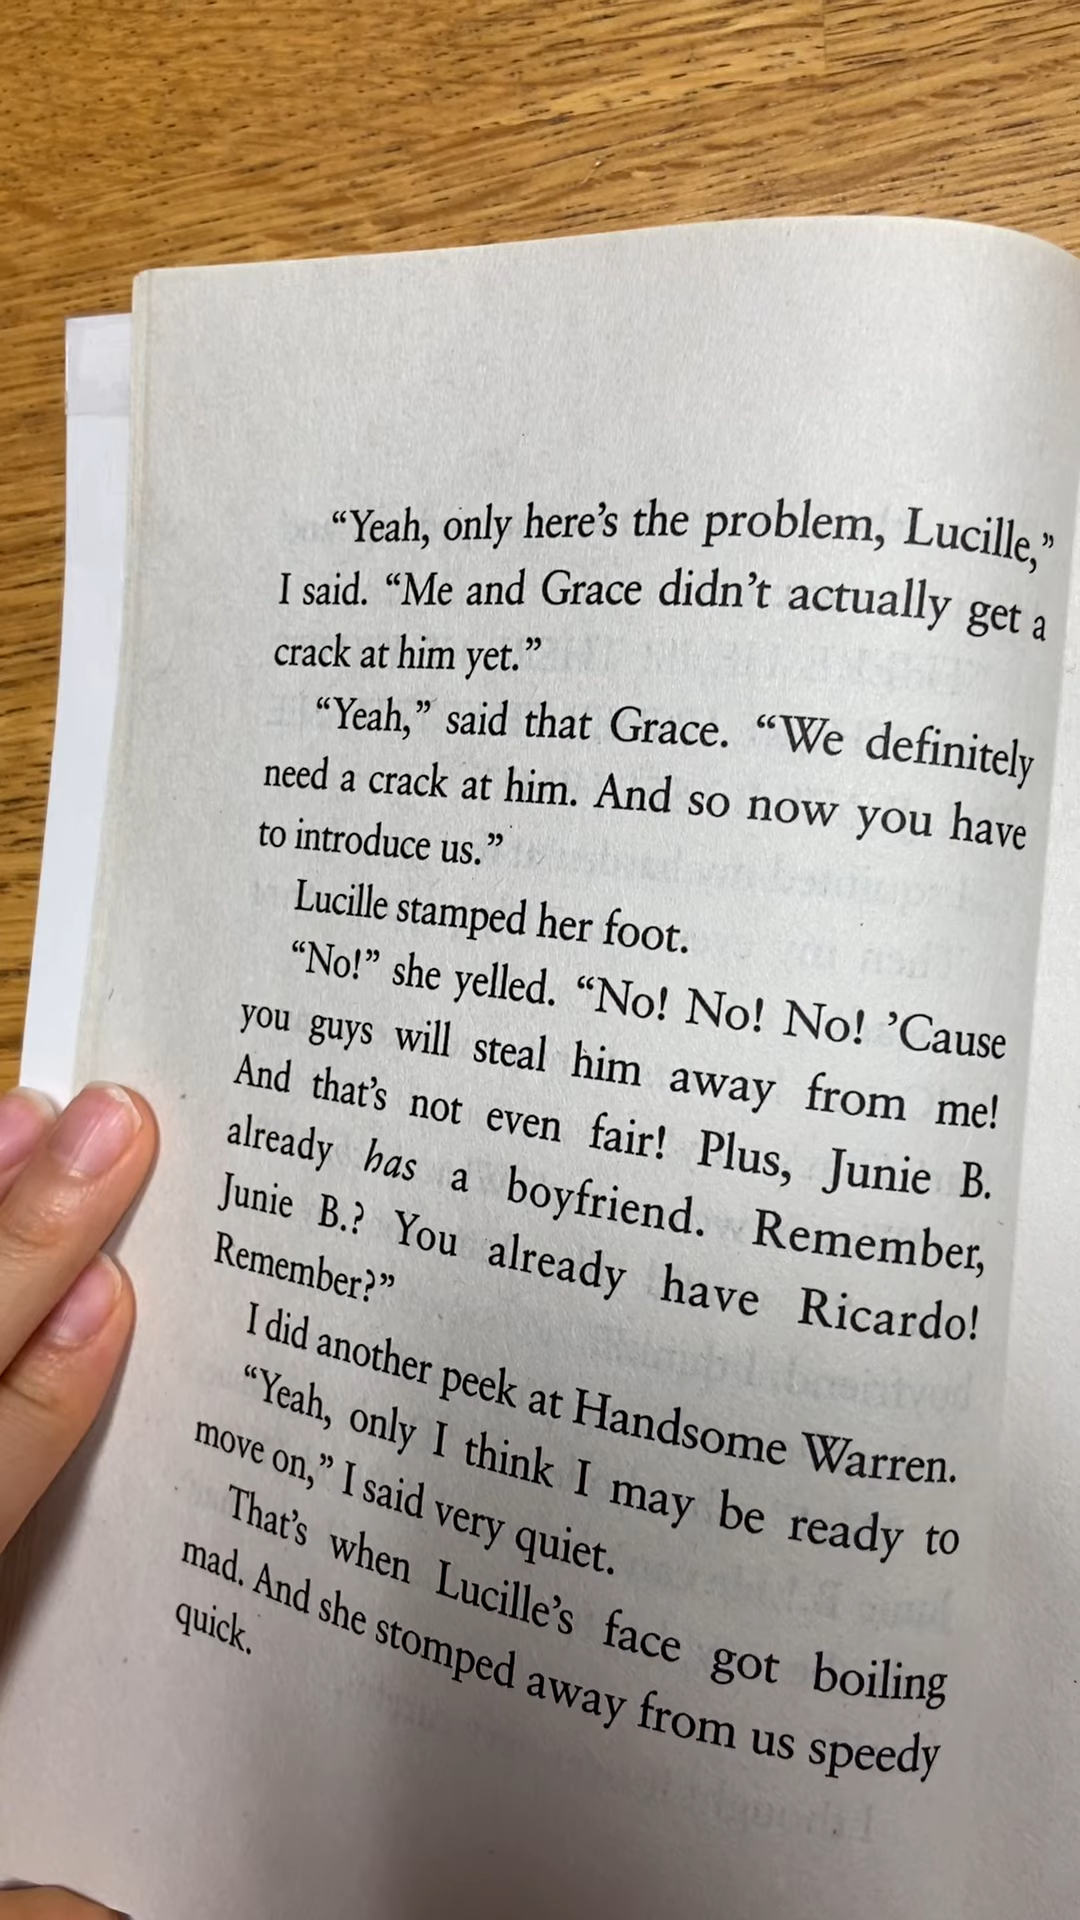 “Yeah, only here’s the problem, Lucille,”
I said. “Me and Grace didn’t actually get a
crack at him yet.”
“Yeah,” said that Grace. “We definitely
need a crack at him. And so now you have
to introduce us.”
Lucille stamped her foot.
“No!” she yelled. “No! No! No! ’Cause
you guys will steal him away from me!
And that’s not even fair! Plus, Junie B.
already has a boyfriend. Remember,
Junie B.? You already have Ricardo!
Remember?”
I did another peek at Handsome Warren.
“Yeah, only I think I may be ready to
move on,” I said very quiet.
That’s when Lucille’s face got boiling
mad. And she stomped away from us speedy
quick.